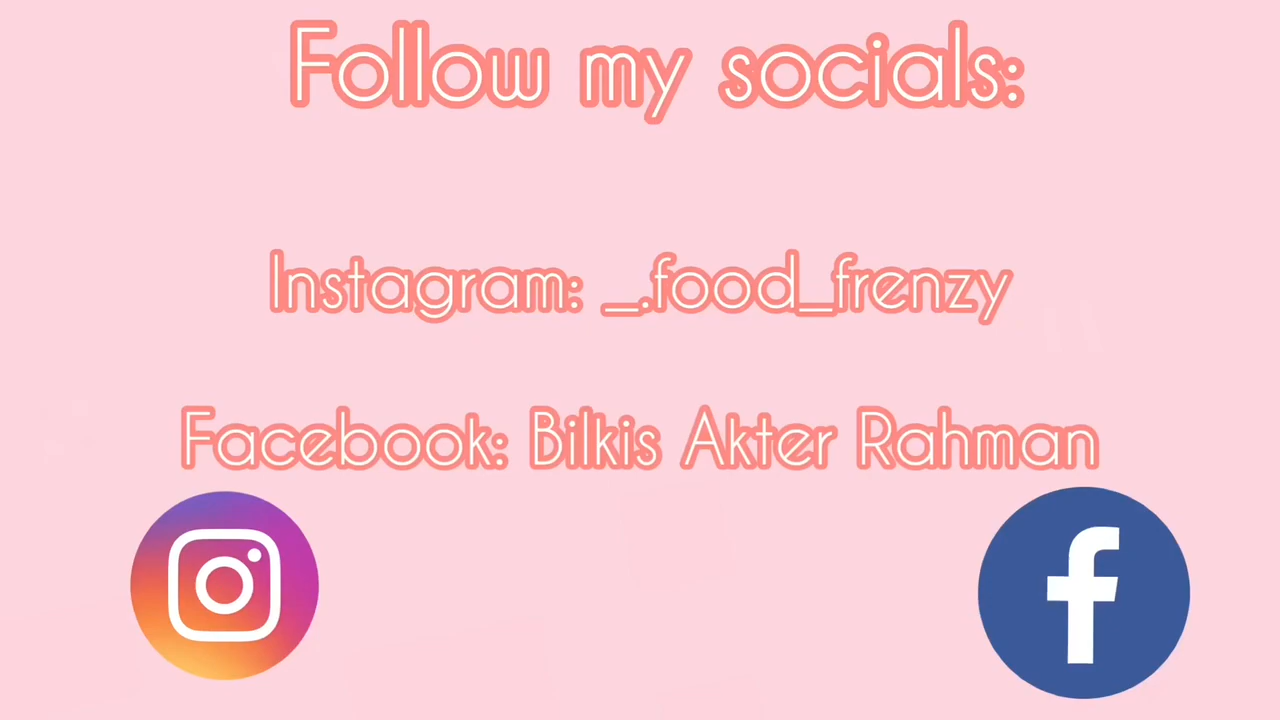 Follow my socials:
Instagram: _.food_frenzy
Facebook: Bilkis Akter Rahman